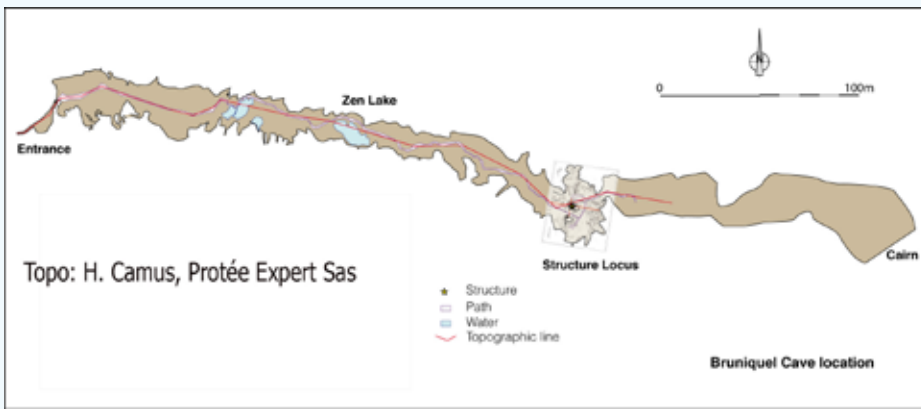 N
0
100m
Zen Lake
Entrance
Cairn
Structure Locus
Topo: H. Camus, Protée Expert Sas
Structure
Path
Water
Topographic line
Bruniquel Cave location